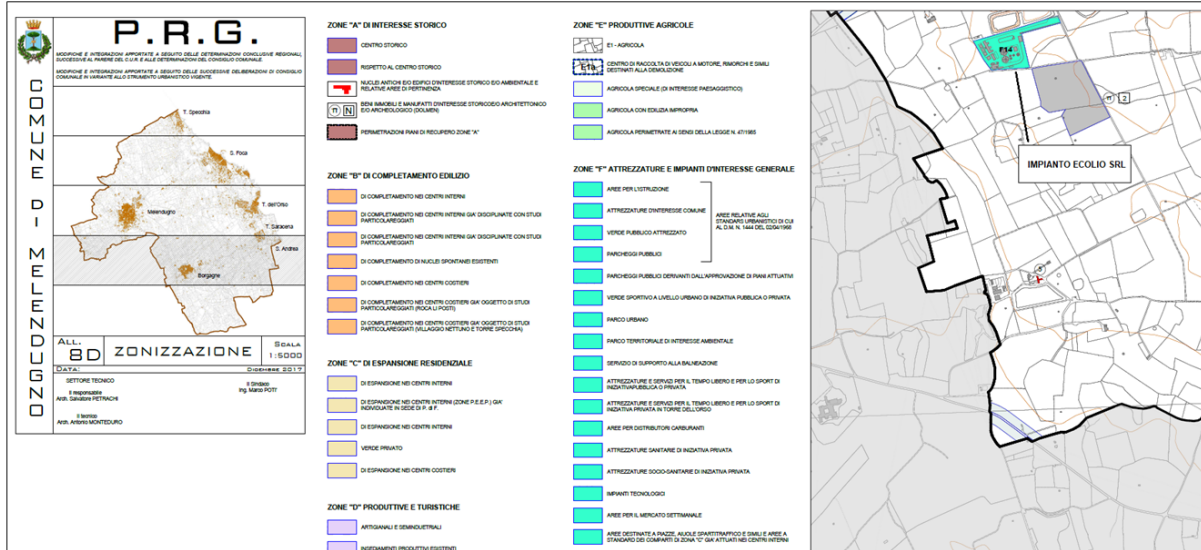 P.R.G.
MODIFICHE E INTEGRAZIONI APPORTATE A SEGUITO DELLE DETERMINAZIONI CONCLUSIVE REGIONALI,
SUCCESSIVE AL PARERE DEL C.U.R. E ALLE DETERMINAZIONI DEL CONSIGLIO COMUNALE.
MODIFICHE E INTEGRAZIONI APPORTATE A SEGUITO DELLE SUCCESSIVE DELIBERAZIONI DI CONSIGLIO
COMUNALE IN VARIANTE ALLO STRUMENTO URBANISTICO VIGENTE.
COMUNE DI MELENDUGNO
T. Specchia
S. Foca
T. dell'Orso
Melendugno
T. Saracena
S. Andrea
Borgagne
ALL.
8D
ZONIZZAZIONE
SCALA
1:5000
DATA:
DICEMBRE 2017
SETTORE TECNICO
Il responsabile
Arch. Salvatore PETRACHI
Il tecnico
Arch. Antonio MONTEDURO
Il Sindaco
Ing. Marco POTI'
ZONE "A" DI INTERESSE STORICO
CENTRO STORICO
RISPETTO AL CENTRO STORICO
NUCLEI ANTICHI E/O EDIFICI D'INTERESSE STORICO E/O AMBIENTALE E
RELATIVE AREE DI PERTINENZA
π N
BENI IMMOBILI E MANUFATTI D'INTERESSE STORICO E/O ARCHITETTONICO
E/O ARCHEOLOGICO (DOLMEN)
PERIMETRAZIONI PIANI DI RECUPERO ZONE "A"
ZONE "B" DI COMPLETAMENTO EDILIZIO
DI COMPLETAMENTO NEI CENTRI INTERNI
DI COMPLETAMENTO NEI CENTRI INTERNI GIA' DISCIPLINATE CON STUDI
PARTICOLAREGGIATI
DI COMPLETAMENTO NEI CENTRI INTERNI GIA' DISCIPLINATE CON STUDI
PARTICOLAREGGIATI
DI COMPLETAMENTO DI NUCLEI SPONTANEI ESISTENTI
DI COMPLETAMENTO NEI CENTRI COSTIERI
DI COMPLETAMENTO NEI CENTRI COSTIERI GIA' OGGETTO DI STUDI
PARTICOLAREGGIATI (ROCA LI POSTI)
DI COMPLETAMENTO NEI CENTRI COSTIERI GIA' OGGETTO DI STUDI
PARTICOLAREGGIATI (VILLAGGIO NETTUNO E TORRE SPECCHIA)
ZONE "C" DI ESPANSIONE RESIDENZIALE
DI ESPANSIONE NEI CENTRI INTERNI
DI ESPANSIONE NEI CENTRI INTERNI (ZONE P.E.E.P.) GIA'
INDIVIDUATE IN SEDE DI P. di F.
DI ESPANSIONE NEI CENTRI INTERNI
VERDE PRIVATO
DI ESPANSIONE NEI CENTRI COSTIERI
ZONE "D" PRODUTTIVE E TURISTICHE
ARTIGIANALI E SEMINDUSTRIALI
INSEDIAMENTI PRODUTTIVI ESISTENTI
ZONE "E" PRODUTTIVE AGRICOLE
E1 - AGRICOLA
E1a
CENTRO DI RACCOLTA DI VEICOLO A MOTORE, RIMORCHI E SIMILI
DESTINATI ALLA DEMOLIZIONE
AGRICOLA SPECIALE (DI INTERESSE PAESAGGISTICO)
AGRICOLA CON EDILIZIA IMPROPRIA
AGRICOLA PERIMETRATE AI SENSI DELLA LEGGE N. 47/1985
ZONE "F" ATTREZZATURE E IMPIANTI D'INTERESSE GENERALE
AREE PER L'ISTRUZIONE
ATTREZZATURE D'INTERESSE COMUNE
VERDE PUBBLICO ATTREZZATO
PARCHEGGI PUBBLICI
AREE RELATIVE AGLI
STANDARD URBANISTICI DI CUI
AL D.M. N. 1444 DEL 02/04/1968
PARCHEGGI PUBBLICI DERIVANTI DALL'APPROVAZIONE DI PIANI ATTUATIVI
VERDE SPORTIVO A LIVELLO URBANO DI INIZIATIVA PUBBLICA O PRIVATA
PARCO URBANO
PARCO TERRITORIALE DI INTERESSE AMBIENTALE
SERVIZIO DI SUPPORTO ALLA BALNEAZIONE
ATTREZZATURE E SERVIZI PER IL TEMPO LIBERO E PER LO SPORT DI
INIZIATIVAPUBBLICA O PRIVATA
ATTREZZATURE E SERVIZI PER IL TEMPO LIBERO E PER LO SPORT DI
INIZIATIVA PRIVATA IN TORRE DELL'ORSO
AREE PER DISTRIBUTORI CARBURANTI
ATTREZZATURE SANITARIE DI INIZIATIVA PRIVATA
ATTREZZATURE SOCIO-SANITARIE DI INIZIATIVA PRIVATA
IMPIANTI TECNOLOGICI
AREE PER IL MERCATO SETTIMANALE
AREE DESTINATE A PIAZZE, AIUOLE SPARTITRAFFICO E SIMILI E AREE A
STANDARD DEI COMPARTI DI ZONA "C" GIA' ATTUATI NEI CENTRI INTERNI
F14
π 2
IMPIANTO ECOLIO SRL